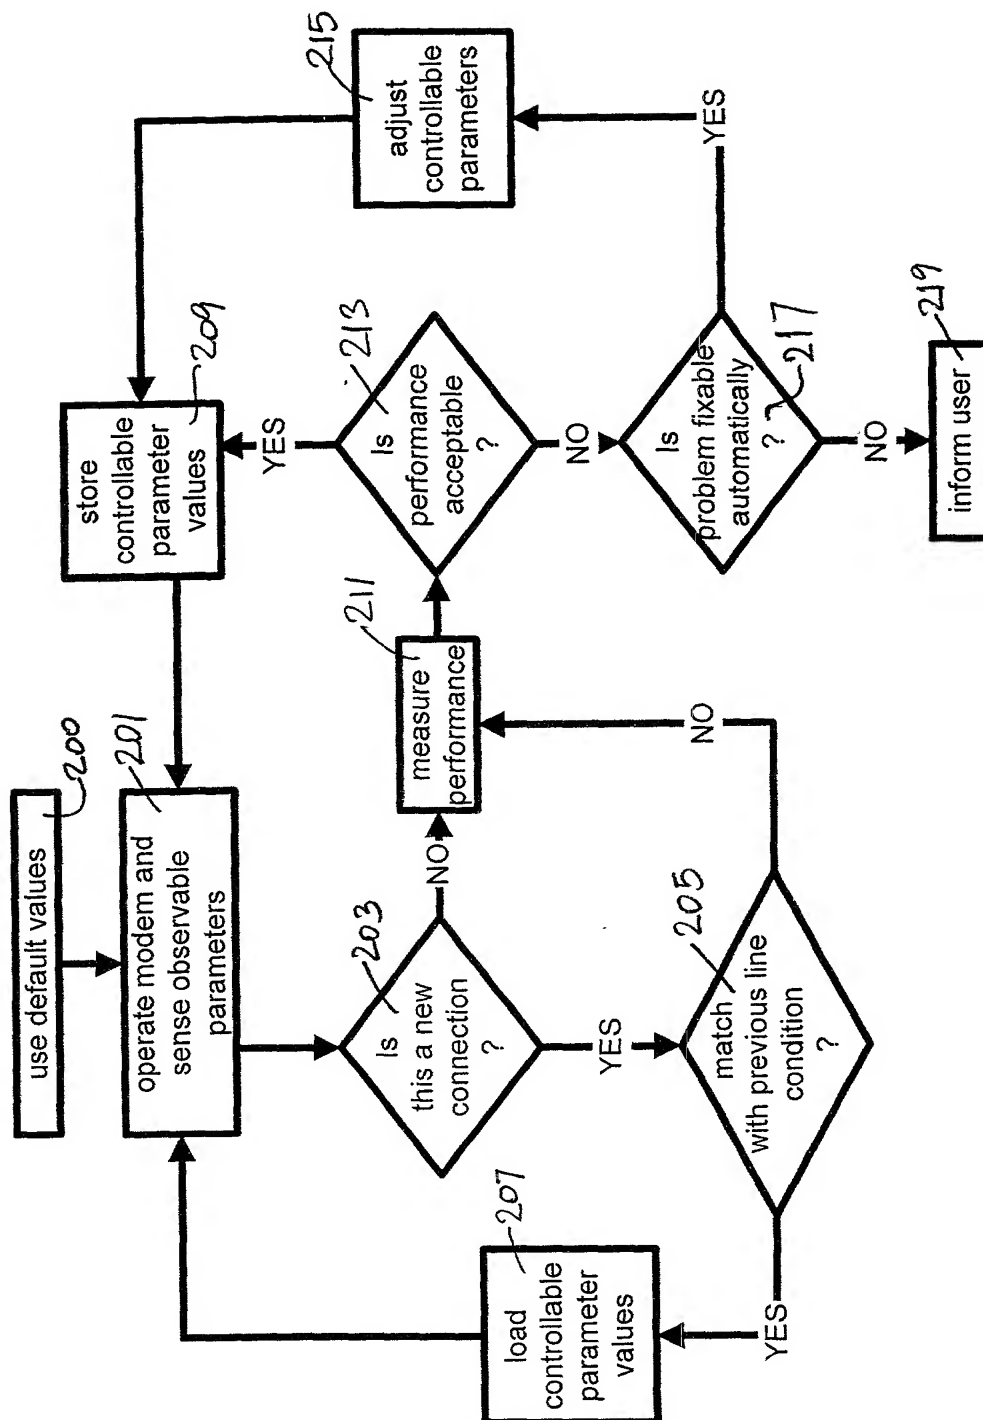 use default values
200
operate modem and
sense observable
parameters
201
store
controllable
parameter
values
209
adjust
controllable
parameters
215
Is
this a new
connection
?
203
NO
YES
measure
performance
211
Is
performance
acceptable
?
213
YES
NO
load
controllable
parameter
values
207
match
with previous line
condition
?
205
YES
NO
Is
problem fixable
automatically
?
217
YES
NO
inform user
219